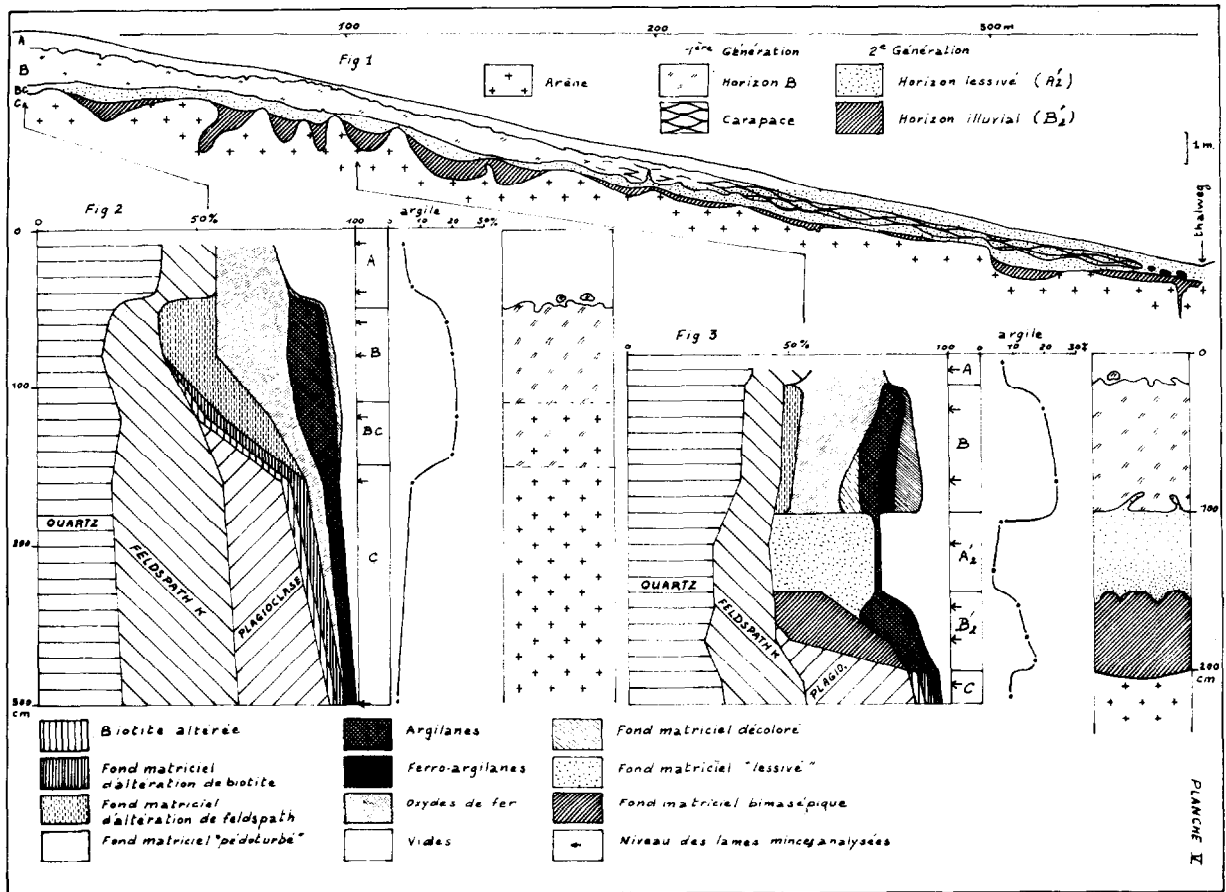 100
200
300m
Fig 1
1ère Génération
2e Génération
A
B
BC
C
Arène
Horizon B
Carapace
Horizon lessivé (A'2)
Horizon illuvial (B'2)
1 m.
thalweg
Fig 2
0
50%
100
argile
0
10
20
30%
0
100
200
300
cm
A
B
BC
C
QUARTZ
FELDSPATH K
PLAGIOCLASE
Fig 3
0
50%
100
argile
0
10
20
30%
0
100
200
cm
A
B
A'2
B'2
C
QUARTZ
FELDSPATH K
PLAGIO.
Biotite altérée
Fond matriciel
d'altération de biotite
Fond matriciel
d'altération de feldspath
Fond matriciel "pédoturbé"
Argilanes
Ferro-argilanes
Oxydes de fer
Vides
Fond matriciel décoloré
Fond matriciel "lessivé"
Fond matriciel bimasépique
Niveau des lames minces analysées
PLANCHE V